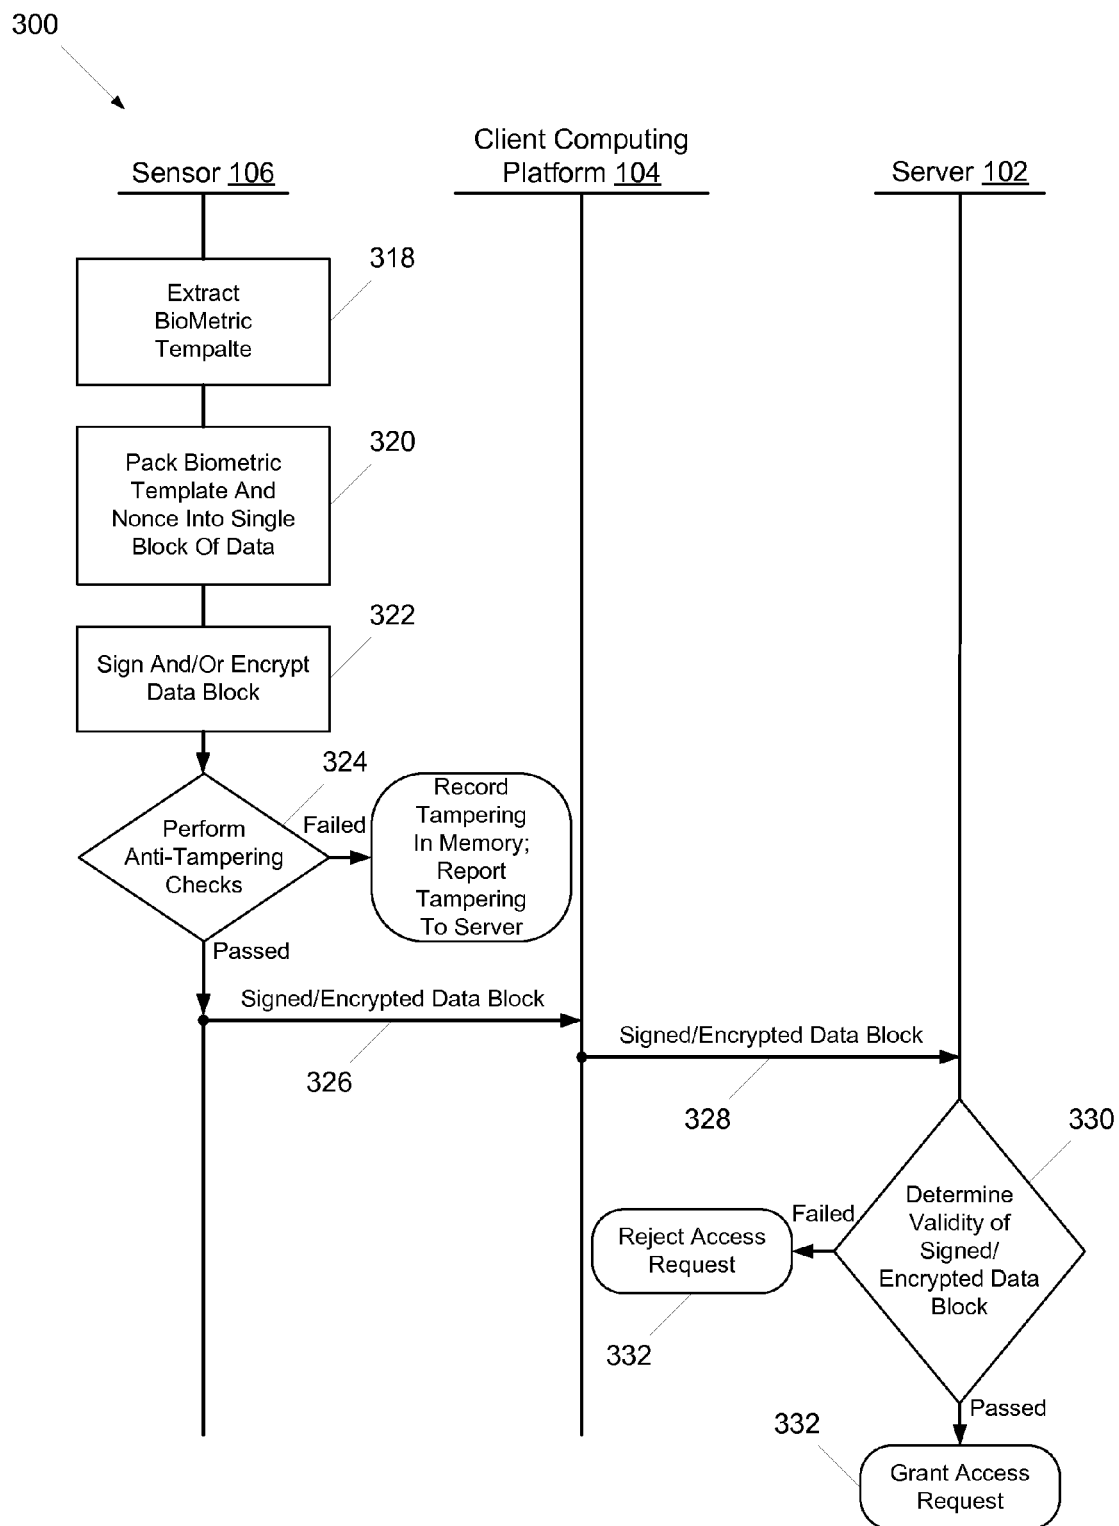 300
Client Computing
Sensor 106
Platform 104
Server 102
318
Extract
BioMetric
Tempalte
320
Pack Biometric
Template And
Nonce Into Single
Block Of Data
322
Sign And/Or Encrypt
Data Block
324
Perform
Anti-Tampering
Checks
Failed
Record
Tampering
In Memory;
Report
Tampering
To Server
Passed
Signed/Encrypted Data Block
326
Signed/Encrypted Data Block
328
330
Determine
Validity of
Signed/
Encrypted Data
Block
Failed
Reject Access
Request
332
Passed
332
Grant Access
Request